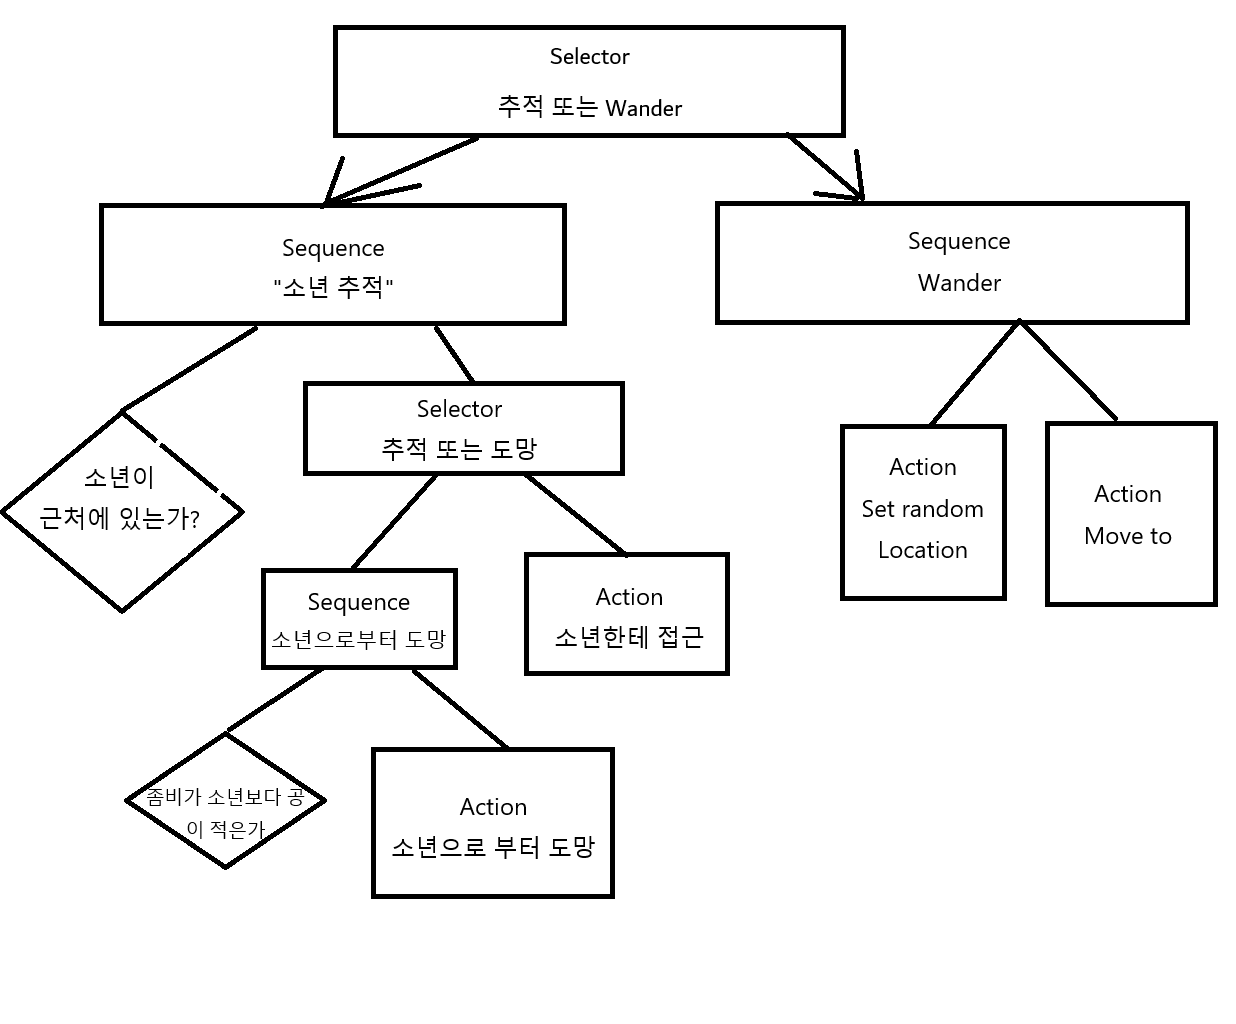 Selector
추적 또는 Wander
Sequence
"소년 추적"
Sequence
Wander
Selector
추적 또는 도망
소년이
근처에 있는가?
Action
Set random
Location
Action
Move to
Sequence
소년으로부터 도망
Action
소년한테 접근
좀비가 소년보다 공
이 적은가
Action
소년으로 부터 도망